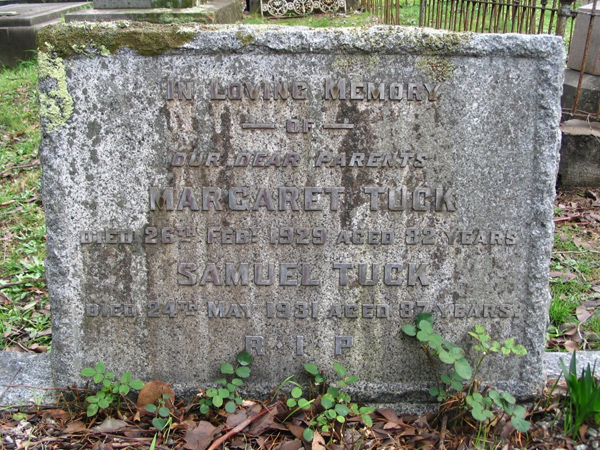 IN LOVING MEMORY
— OF —
OUR DEAR PARENTS
MARGARET TUCK
DIED 26TH FEBY 1929 AGED 82 YEARS
SAMUEL TUCK
DIED 24TH MAY 1931 AGED 87 YEARS.
R I P